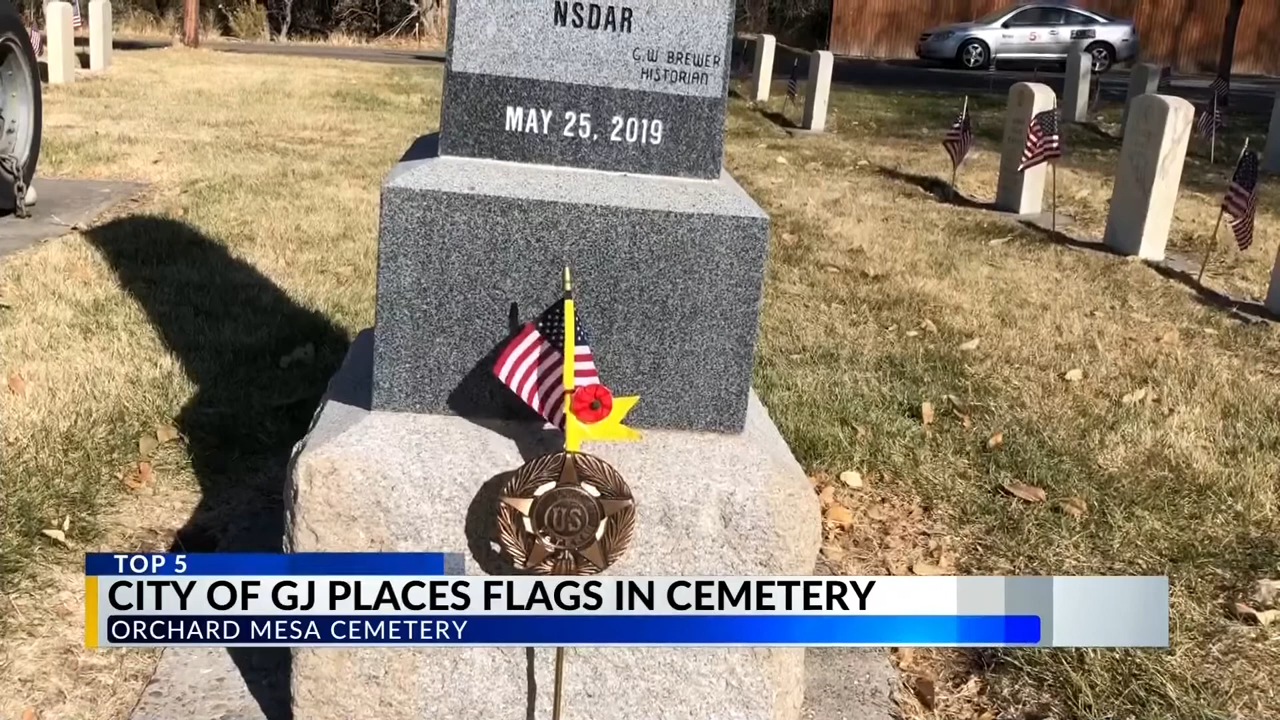 NSDAR
G.W BREWER
HISTORIAN
MAY 25, 2019
US
TOP 5
CITY OF GJ PLACES FLAGS IN CEMETERY
ORCHARD MESA CEMETERY